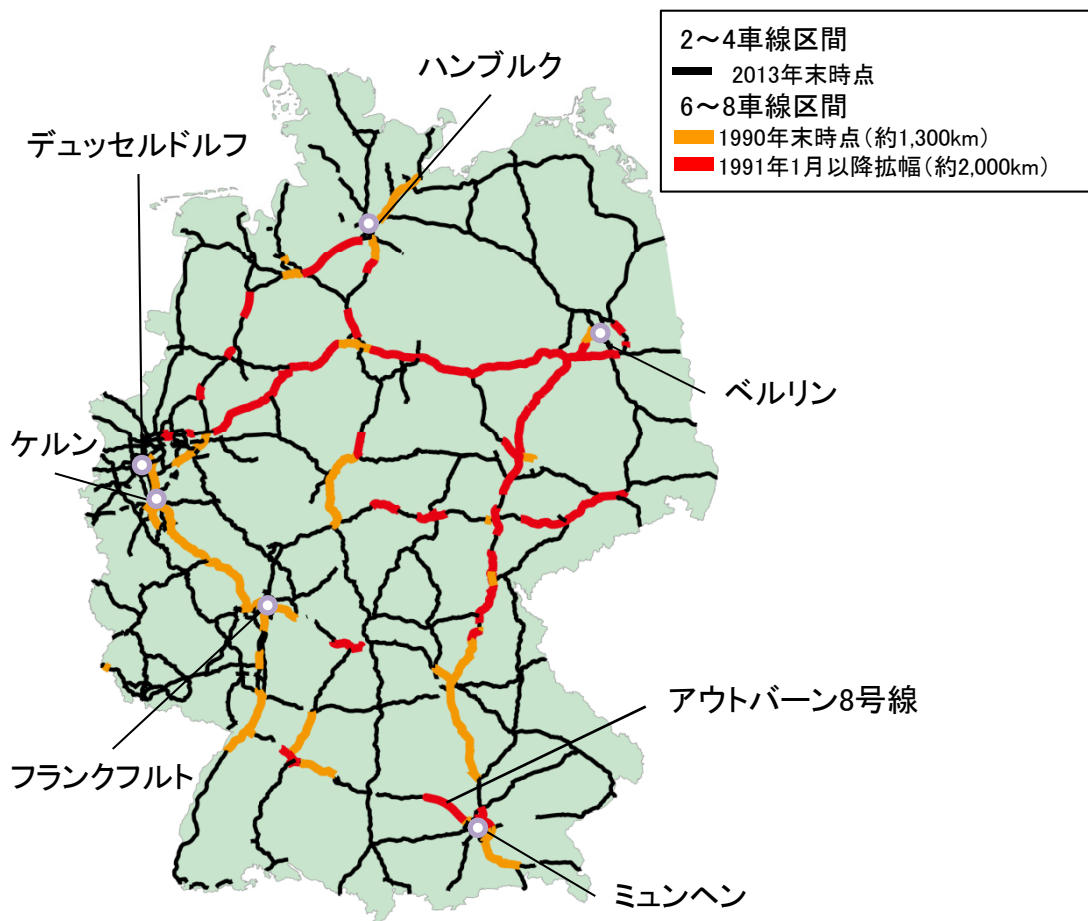 2～4車線区間
2013年末時点
6～8車線区間
1990年末時点(約1,300km)
1991年1月以降拡幅(約2,000km)
ハンブルク
デュッセルドルフ
ベルリン
ケルン
アウトバーン8号線
フランクフルト
ミュンヘン